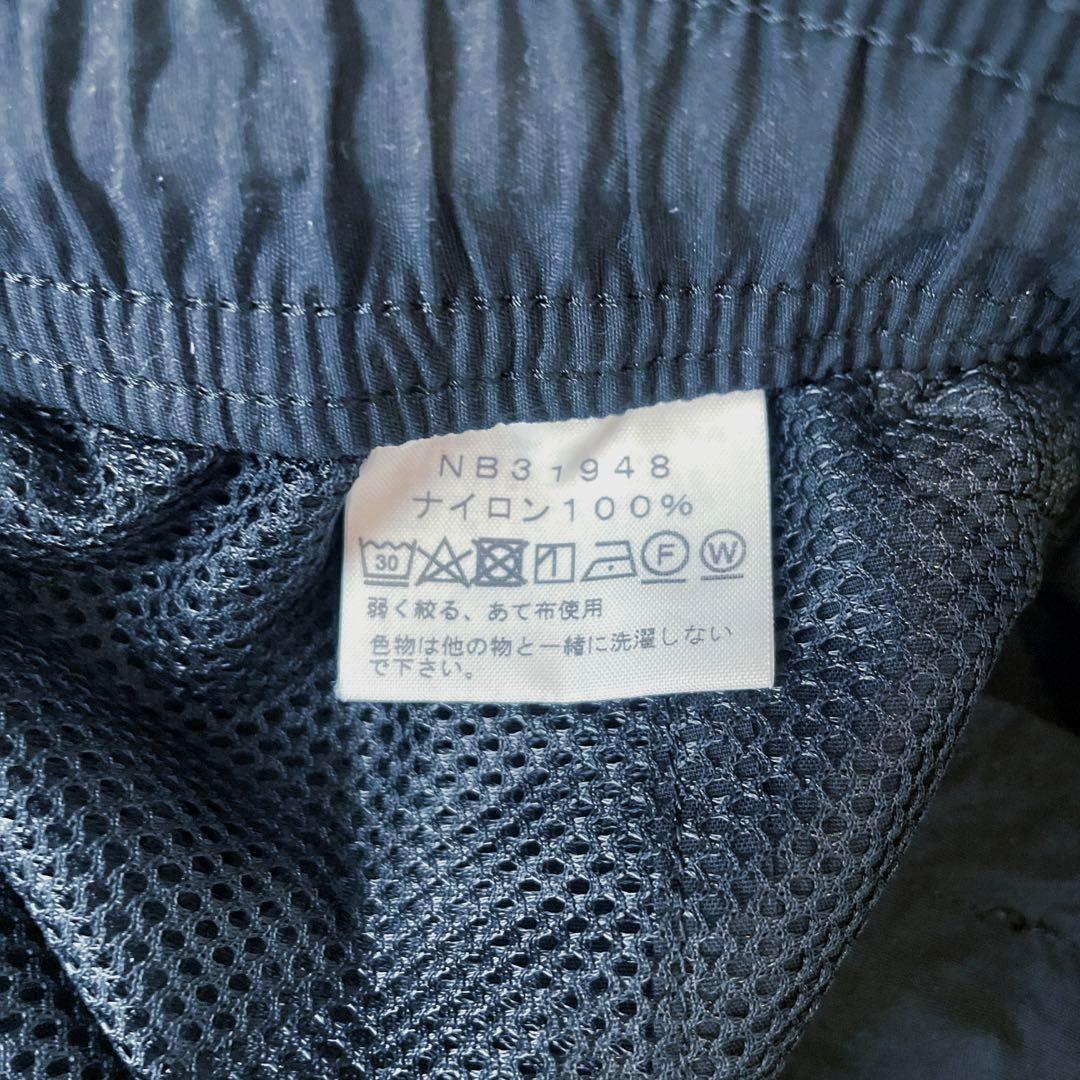 NB31948
ナイロン100%
30 F W
弱く絞る、あて布使用
色物は他の物と一緒に洗濯しない
で下さい。